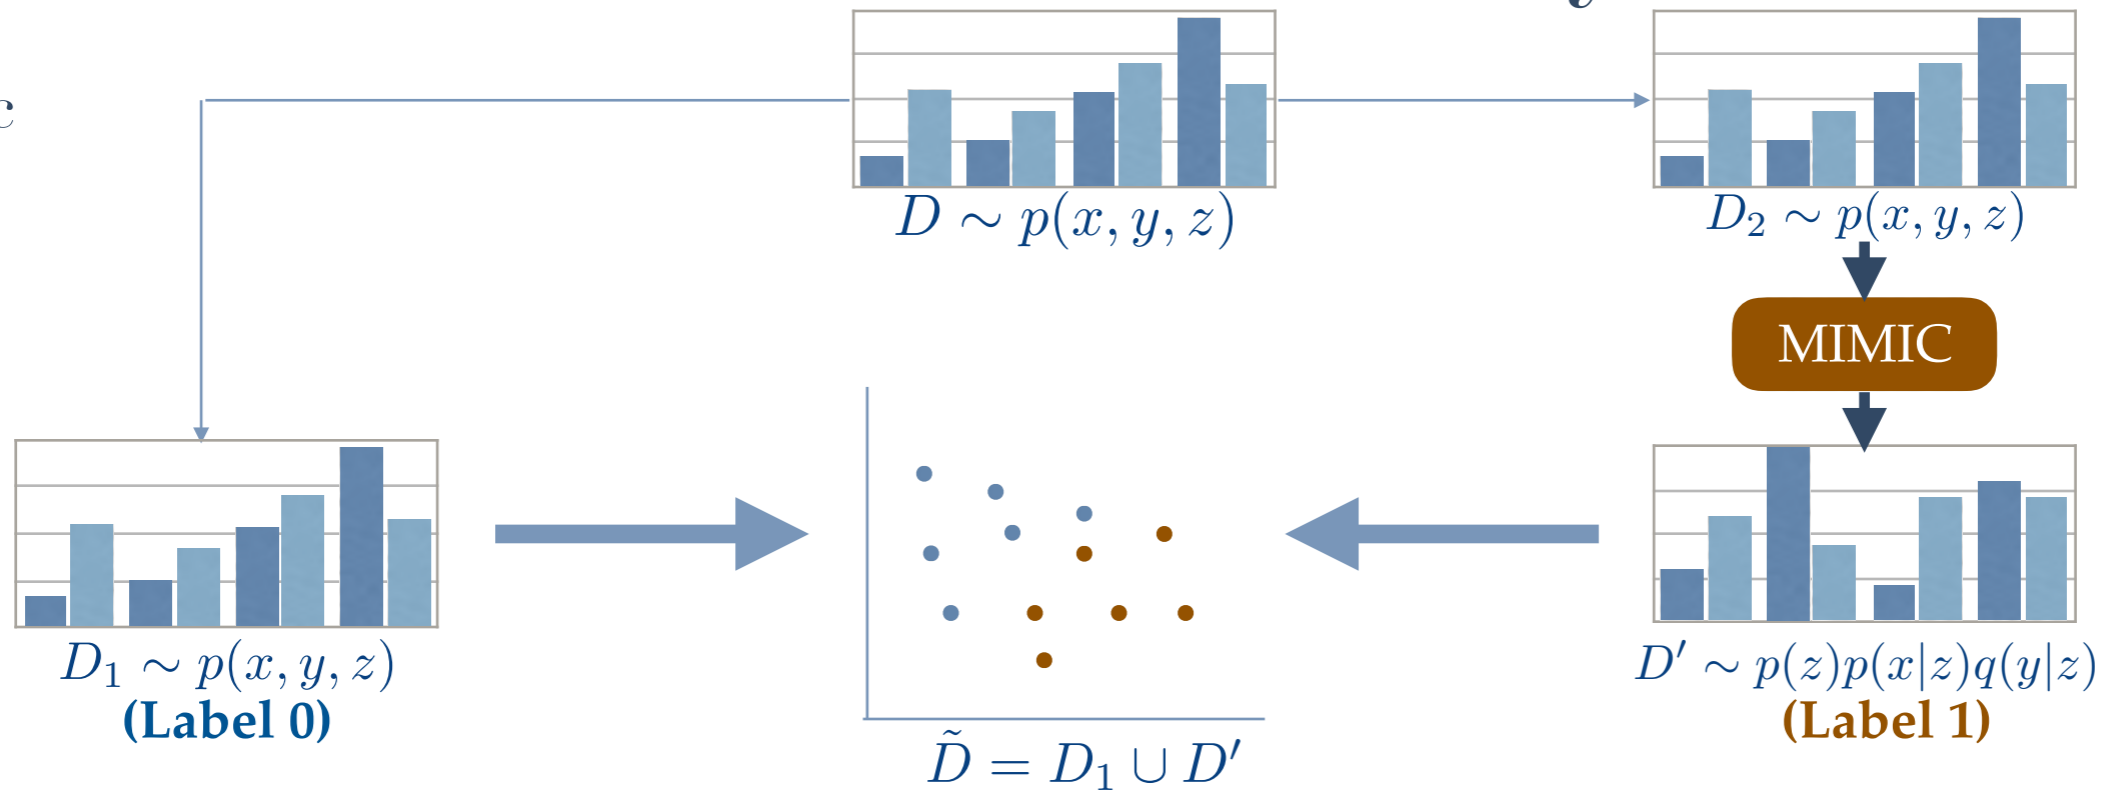 c
y
D ∼ p(x, y, z)
D₂ ∼ p(x, y, z)
MIMIC
D₁ ∼ p(x, y, z)
(Label 0)
D′ ∼ p(z)p(x|z)q(y|z)
(Label 1)
D̃ = D₁ ∪ D′